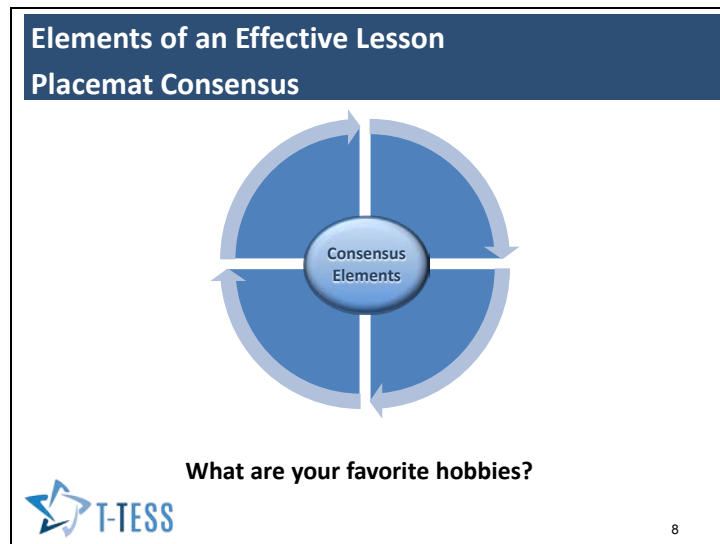 Elements of an Effective Lesson
Placemat Consensus
Consensus
Elements
What are your favorite hobbies?
T-TESS
8